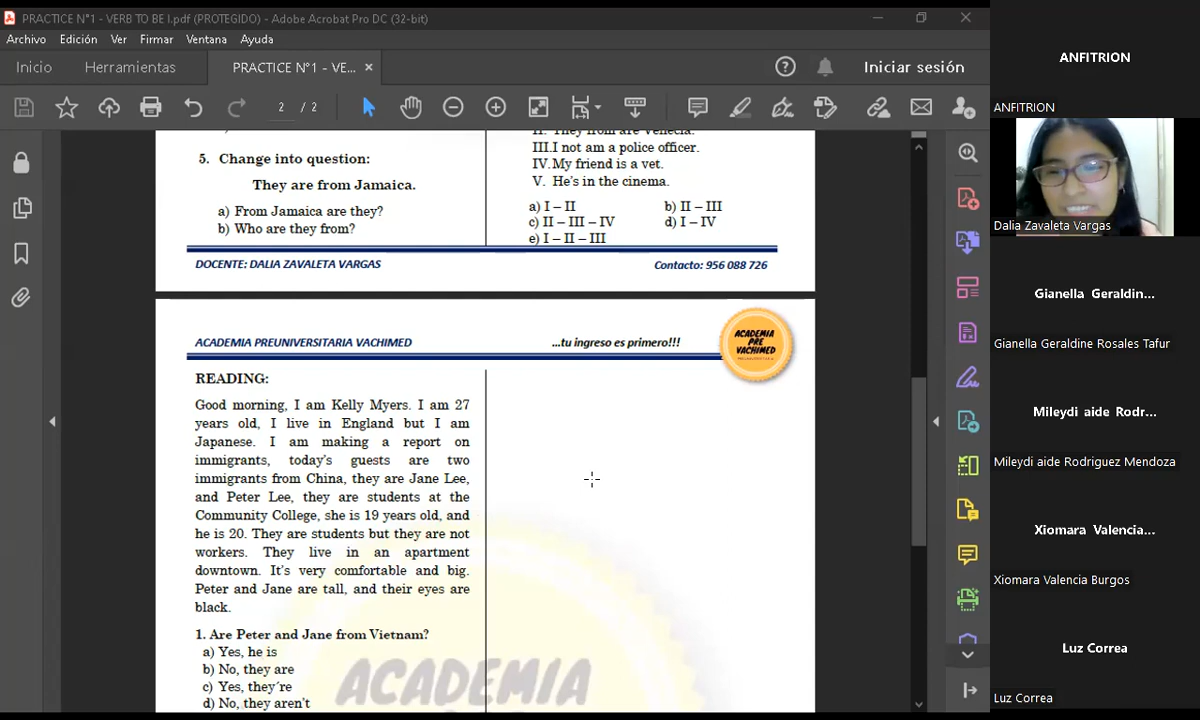 PRACTICE N°1 - VERB TO BE I.pdf (PROTEGIDO) - Adobe Acrobat Pro DC (32-bit)
Archivo Edición Ver Firmar Ventana Ayuda
Inicio Herramientas PRACTICE N°1 - VE... × Iniciar sesión
2 / 2
5. Change into question:
They are from Jamaica.
a) From Jamaica are they?
b) Who are they from?
II. They from are Venecia.
III.I not am a police officer.
IV.My friend is a vet.
V. He's in the cinema.
a) I – II b) II – III
c) II – III – IV d) I – IV
e) I – II – III
DOCENTE: DALIA ZAVALETA VARGAS Contacto: 956 088 726
ACADEMIA PREUNIVERSITARIA VACHIMED ...tu ingreso es primero!!!
ACADEMIA
PRE
VACHIMED
READING:
Good morning, I am Kelly Myers. I am 27
years old, I live in England but I am
Japanese. I am making a report on
immigrants, today's guests are two
immigrants from China, they are Jane Lee,
and Peter Lee, they are students at the
Community College, she is 19 years old, and
he is 20. They are students but they are not
workers. They live in an apartment
downtown. It's very comfortable and big.
Peter and Jane are tall, and their eyes are
black.
1. Are Peter and Jane from Vietnam?
a) Yes, he is
b) No, they are
c) Yes, they´re
d) No, they aren't
ACADEMIA
ANFITRION
ANFITRION
Dalia Zavaleta Vargas
Gianella Geraldin...
Gianella Geraldine Rosales Tafur
Mileydi aide Rodr...
Mileydi aide Rodriguez Mendoza
Xiomara Valencia...
Xiomara Valencia Burgos
Luz Correa
Luz Correa